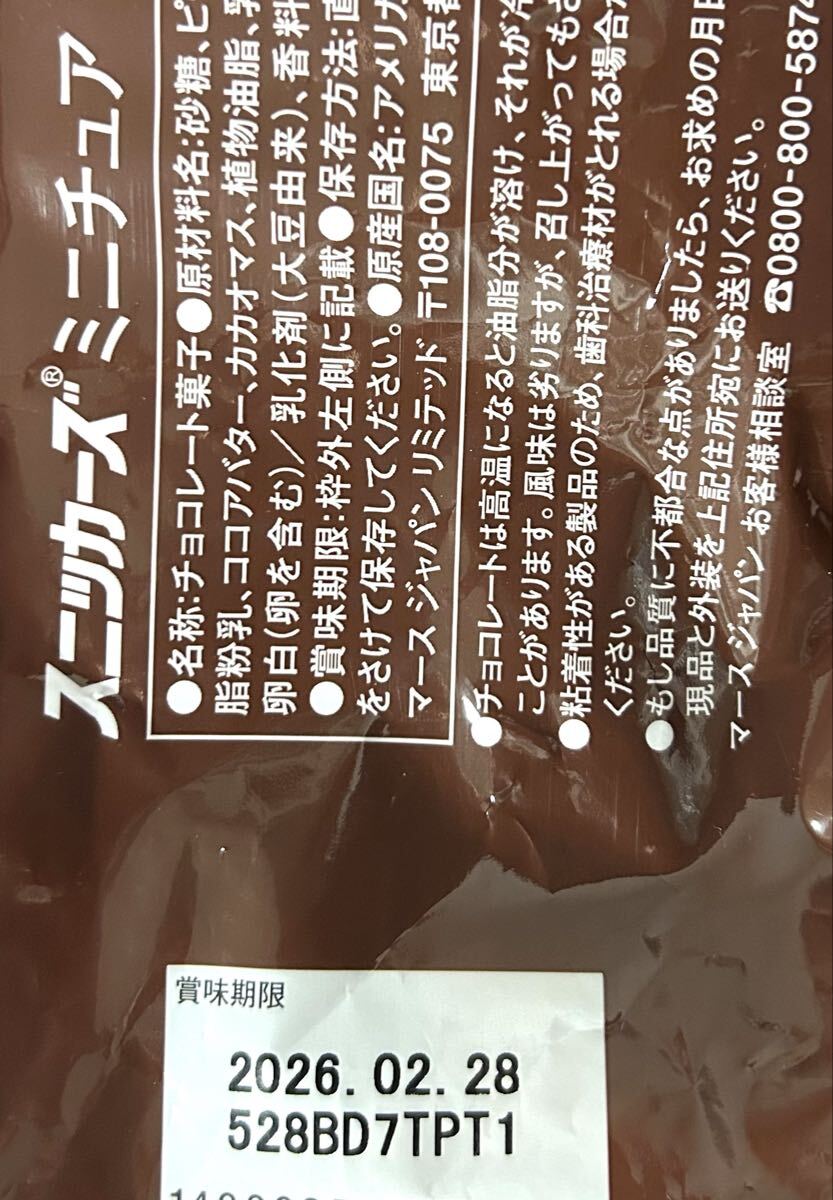 スニッカーズ® ミニチュア
●名称:チョコレート菓子●原材料名:砂糖、ピ
脂粉乳、ココアバター、カカオマス、植物油脂、乳
卵白(卵を含む)/乳化剤(大豆由来)、香料
●賞味期限:枠外左側に記載●保存方法:直
をさけて保存してください。●原産国名:アメリカ
マース ジャパン リミテッド 〒108-0075 東京都
●チョコレートは高温になると油脂分が溶け、それが冷
ことがあります。風味は劣りますが、召し上がってもさ
●粘着性がある製品のため、歯科治療材がとれる場合が
ください。
●もし品質に不都合な点がありましたら、お求めの月日
現品と外装を上記住所宛にお送りください。
マース ジャパン お客様相談室 ☎0800-800-5874
賞味期限
2026.02.28
528BD7TPT1